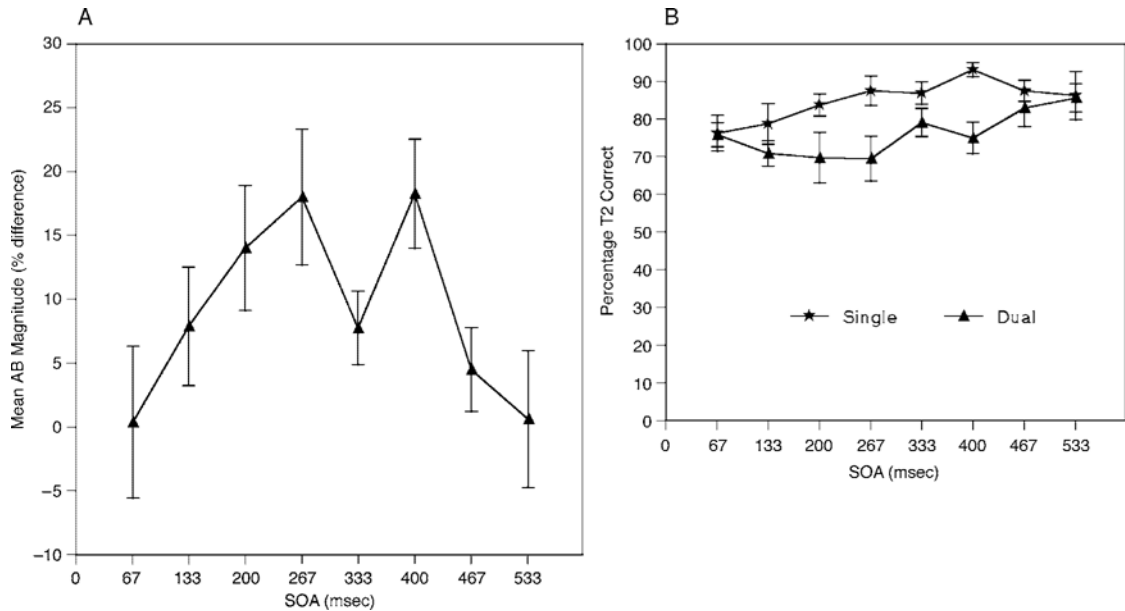 A
30
25
20
15
10
5
0
−5
−10
Mean AB Magnitude (% difference)
0 67 133 200 267 333 400 467 533
SOA (msec)
B
100
90
80
70
60
50
40
30
20
10
0
Percentage T2 Correct
Single Dual
0 67 133 200 267 333 400 467 533
SOA (msec)